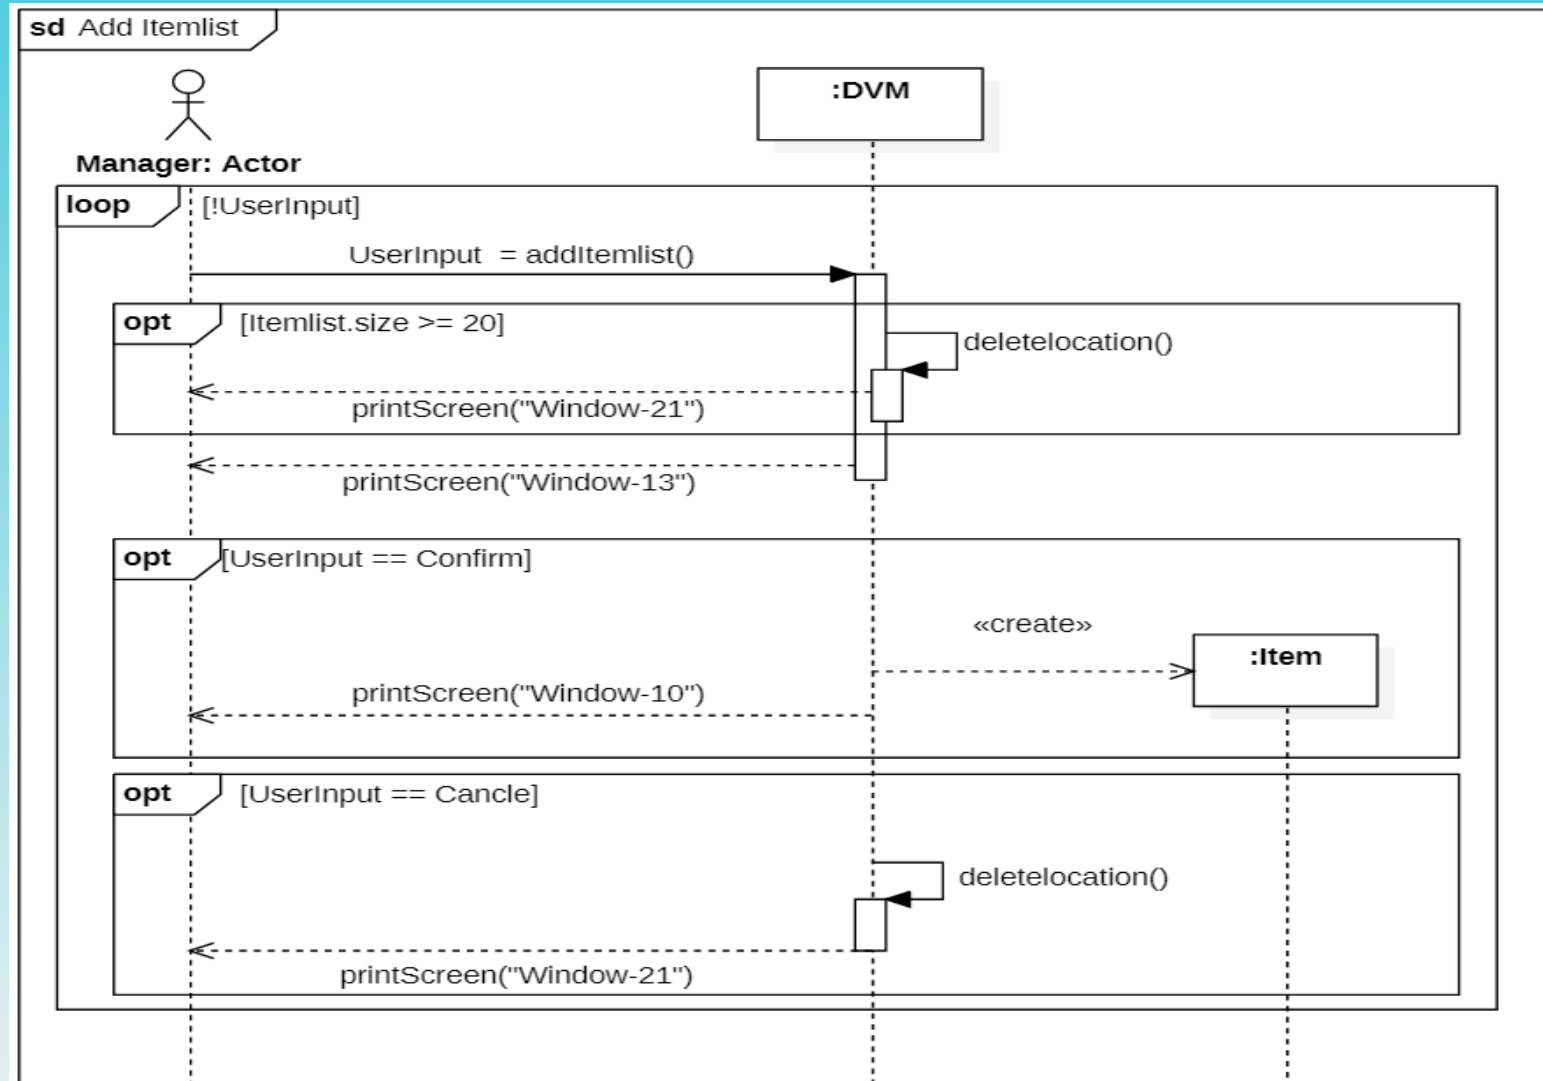 sd Add Itemlist
:DVM
Manager: Actor
loop [!UserInput]
UserInput = addItemlist()
opt [Itemlist.size >= 20]
deletelocation()
printScreen("Window-21")
printScreen("Window-13")
opt [UserInput == Confirm]
«create»
:Item
printScreen("Window-10")
opt [UserInput == Cancle]
deletelocation()
printScreen("Window-21")